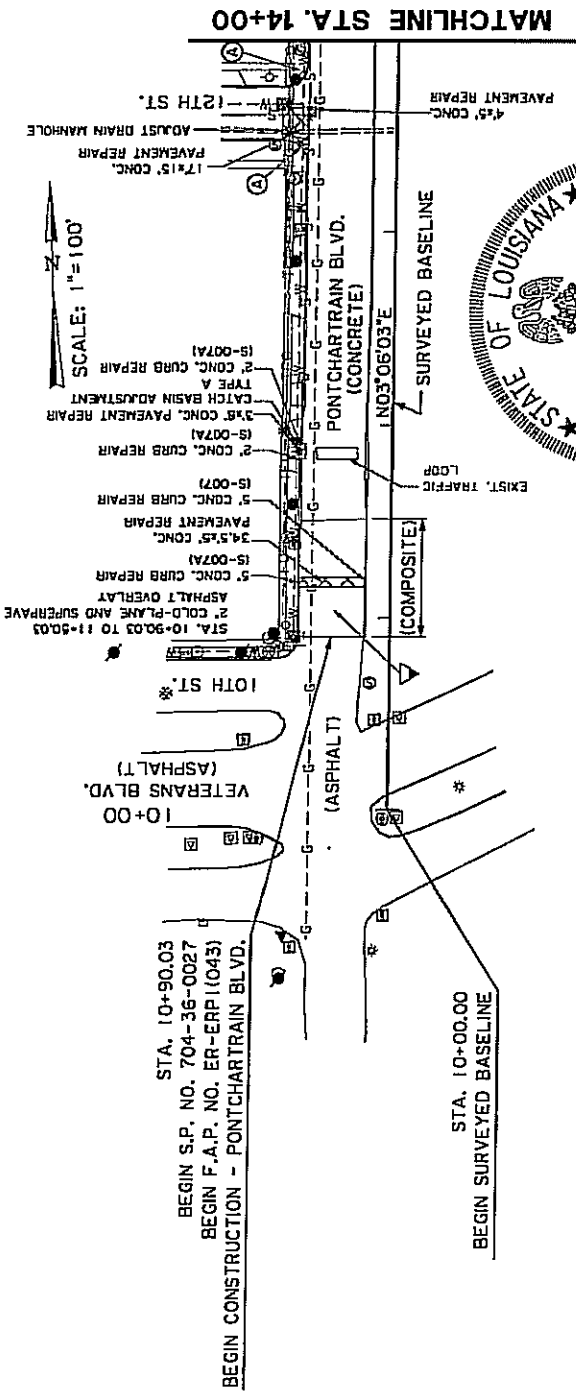 MATCHLINE STA. 14+00
SCALE: 1"=100'
N
12TH ST.
ADJUST DRAIN MANHOLE
17'x15' CONC.
PAVEMENT REPAIR
A
A
4'x5' CONC.
PAVEMENT REPAIR
PONTCHARTRAIN BLVD.
(CONCRETE)
N03°06'03"E
SURVEYED BASELINE
STATE OF LOUISIANA
EXIST. TRAFFIC
LOOP
2' CONC. CURB REPAIR
(S-007A)
CATCH BASIN ADJUSTMENT
TYPE A
3'x6' CONC. PAVEMENT REPAIR
2' CONC. CURB REPAIR
(S-007A)
5' CONC. CURB REPAIR
(S-007)
34.5'x5' CONC.
PAVEMENT REPAIR
5' CONC. CURB REPAIR
(S-007A)
STA. 10+90.03 TO 11+50.03
2" COLD-PLANE AND SUPERPAVE
ASPHALT OVERLAY
(COMPOSITE)
10TH ST.
VETERANS BLVD.
(ASPHALT)
10+00
(ASPHALT)
STA. 10+90.03
BEGIN S.P. NO. 704-36-0027
BEGIN F.A.P. NO. ER-ERP1(043)
BEGIN CONSTRUCTION - PONTCHARTRAIN BLVD.
STA. 10+00.00
BEGIN SURVEYED BASELINE